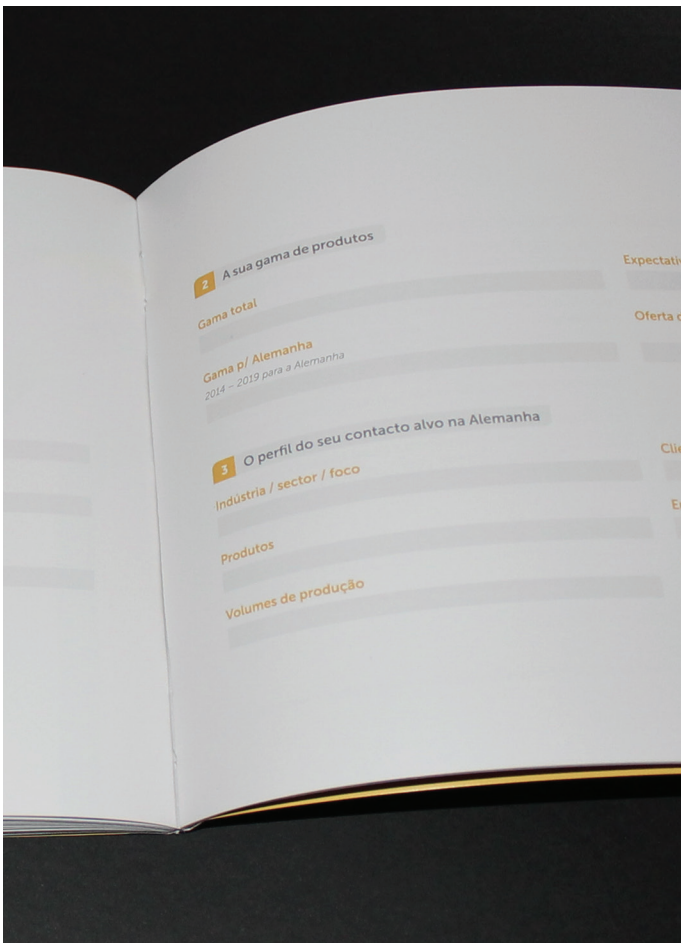 2 A sua gama de produtos
Gama total
Gama p/ Alemanha
2014 – 2019 para a Alemanha
3 O perfil do seu contacto alvo na Alemanha
Indústria / sector / foco
Produtos
Volumes de produção
Oferta